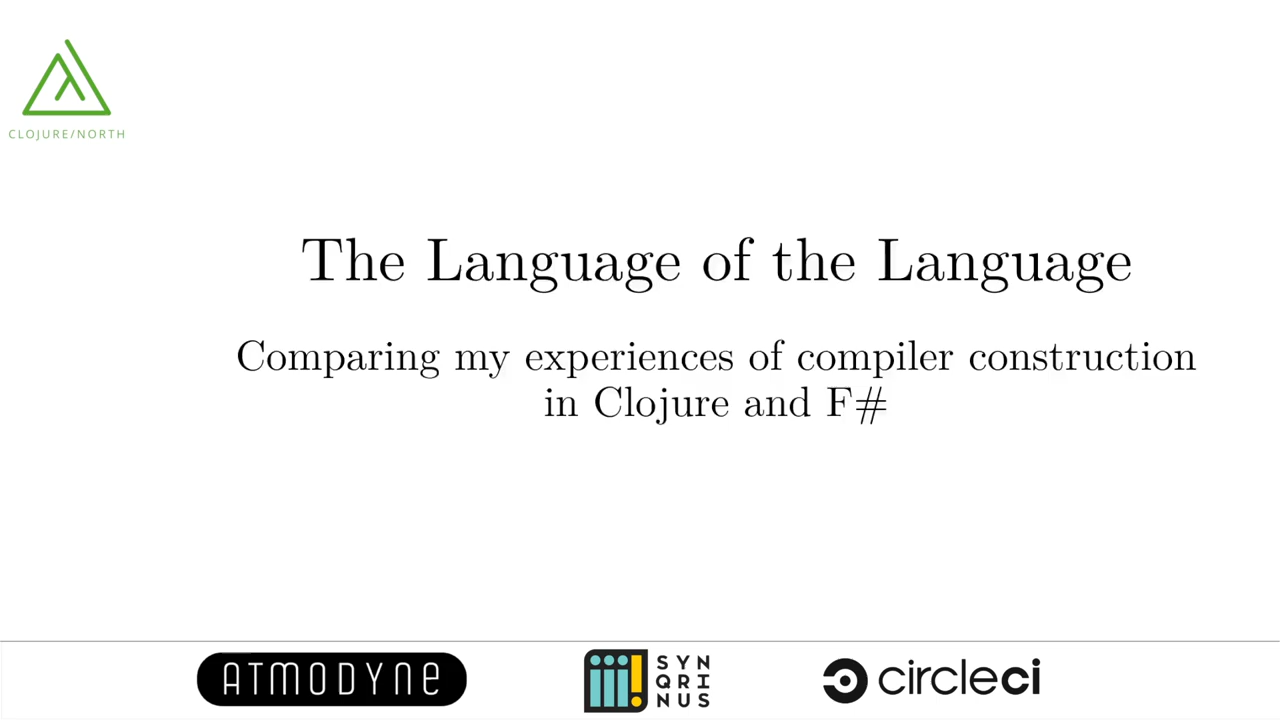 CLOJURE/NORTH
The Language of the Language
Comparing my experiences of compiler construction
in Clojure and F#
ATMODYNE
SYN
QRI
NUS
circleci